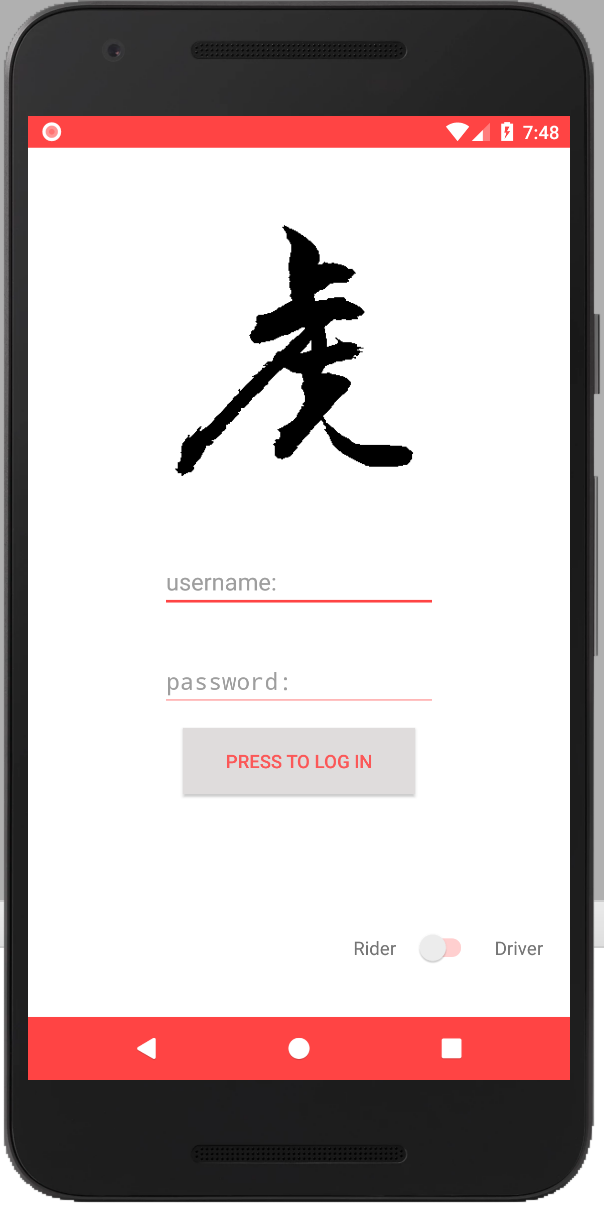 7:48
虎
username:
password:
PRESS TO LOG IN
Rider Driver